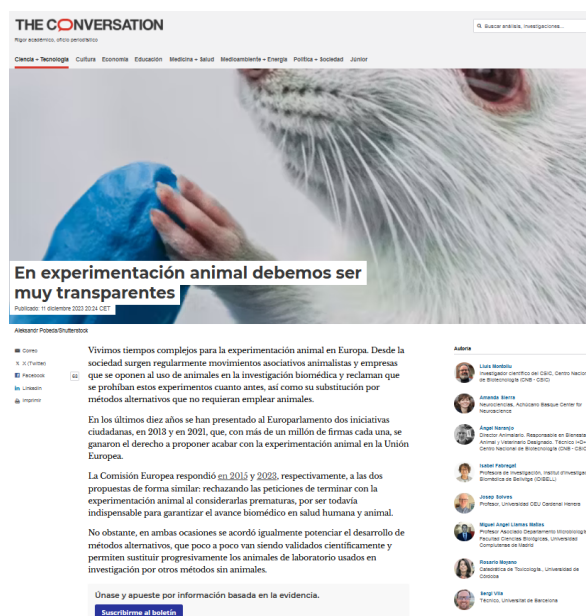 THE CONVERSATION
Rigor académico, oficio periodístico
Buscar análisis, investigaciones...
Ciencia + Tecnología Cultura Economía Educación Medicina + Salud Medioambiente + Energía Política + Sociedad Júnior
En experimentación animal debemos ser
muy transparentes
Publicado: 11 diciembre 2023 20:24 CET
Aleksandr Pobeda/Shutterstock
Correo
X (Twitter)
Facebook 63
LinkedIn
Imprimir
Vivimos tiempos complejos para la experimentación animal en Europa. Desde la
sociedad surgen regularmente movimientos asociativos animalistas y empresas
que se oponen al uso de animales en la investigación biomédica y reclaman que
se prohíban estos experimentos cuanto antes, así como su substitución por
métodos alternativos que no requieran emplear animales.
En los últimos diez años se han presentado al Europarlamento dos iniciativas
ciudadanas, en 2013 y en 2021, que, con más de un millón de firmas cada una, se
ganaron el derecho a proponer acabar con la experimentación animal en la Unión
Europea.
La Comisión Europea respondió en 2015 y 2023, respectivamente, a las dos
propuestas de forma similar: rechazando las peticiones de terminar con la
experimentación animal al considerarlas prematuras, por ser todavía
indispensable para garantizar el avance biomédico en salud humana y animal.
No obstante, en ambas ocasiones se acordó igualmente potenciar el desarrollo de
métodos alternativos, que poco a poco van siendo validados científicamente y
permiten sustituir progresivamente los animales de laboratorio usados en
investigación por otros métodos sin animales.
Únase y apueste por información basada en la evidencia.
Suscribirme al boletín
Autoría
Lluís Montoliu
Investigador científico del CSIC, Centro Nacional
de Biotecnología (CNB - CSIC)
Amanda Sierra
Neurociencias, Achucarro Basque Center for
Neuroscience
Ángel Naranjo
Director Animalario. Responsable en Bienestar
Animal y Veterinario Designado. Técnico I+D+i
Centro Nacional de Biotecnología (CNB - CSIC)
Isabel Fabregat
Profesora de Investigación, Institut d'Investigació
Biomèdica de Bellvitge (IDIBELL)
Josep Solves
Profesor, Universidad CEU Cardenal Herrera
Miguel Angel Llamas Matías
Profesor Asociado Departamento Microbiología
Facultad Ciencias Biológicas, Universidad
Complutense de Madrid
Rosario Moyano
Catedrática de Toxicología., Universidad de
Córdoba
Sergi Vila
Técnico, Universitat de Barcelona